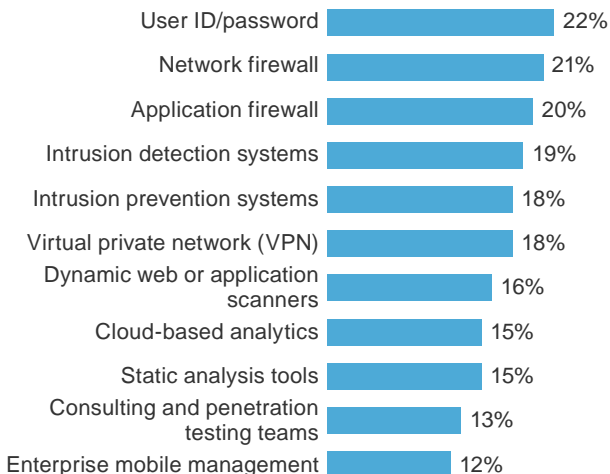 User ID/password 22%
Network firewall 21%
Application firewall 20%
Intrusion detection systems 19%
Intrusion prevention systems 18%
Virtual private network (VPN) 18%
Dynamic web or application
scanners 16%
Cloud-based analytics 15%
Static analysis tools 15%
Consulting and penetration
testing teams 13%
Enterprise mobile management 12%